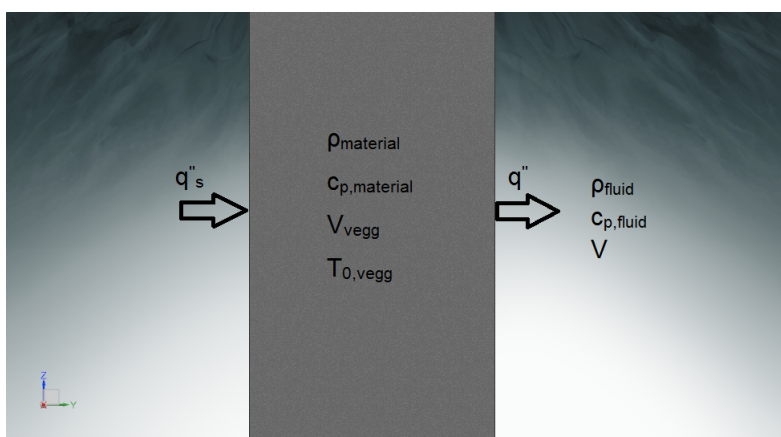 q"s
ρmaterial
cp,material
Vvegg
T0,vegg
q"
ρfluid
cp,fluid
V
Z
Y